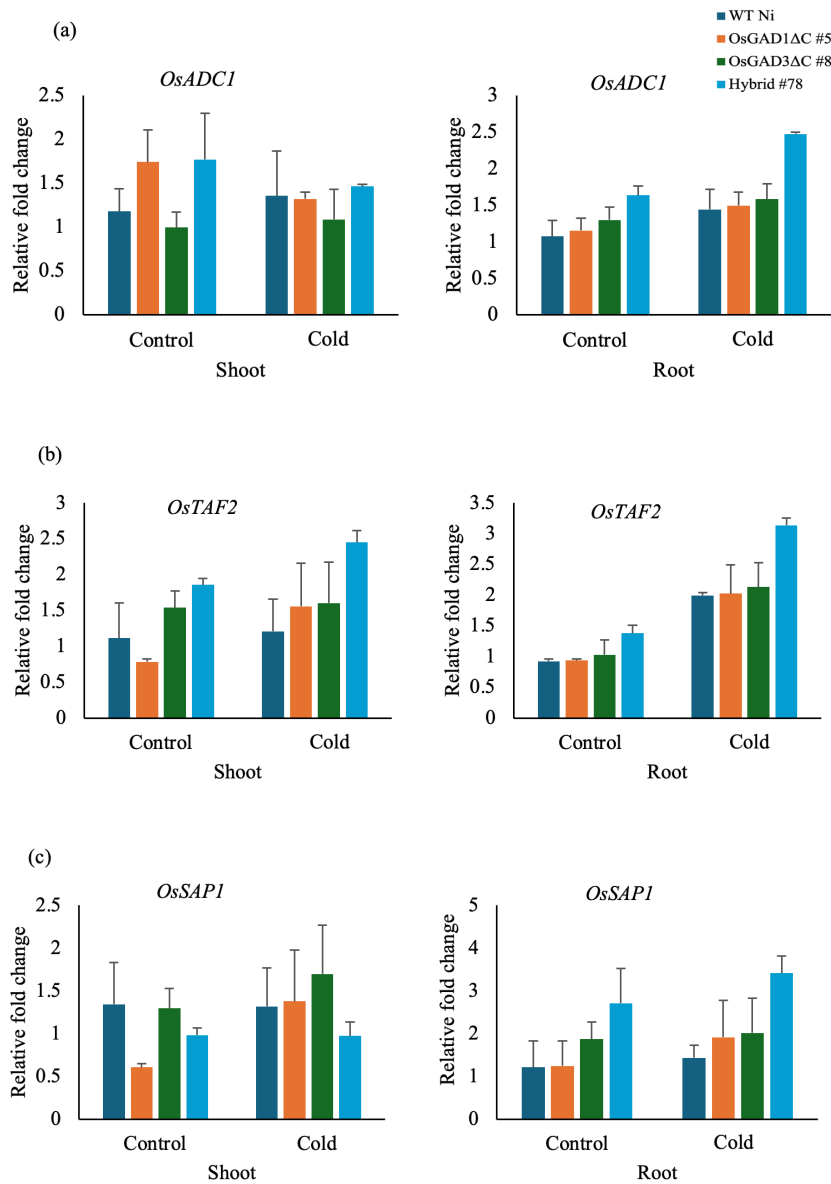 (a)
WT Ni
OsGAD1ΔC #5
OsGAD3ΔC #8
Hybrid #78
OsADC1
Relative fold change
2.5
2
1.5
1
0.5
0
Control
Cold
Shoot
OsADC1
Relative fold change
3
2.5
2
1.5
1
0.5
0
Control
Cold
Root
(b)
OsTAF2
Relative fold change
3
2.5
2
1.5
1
0.5
0
Control
Cold
Shoot
OsTAF2
Relative fold change
3.5
3
2.5
2
1.5
1
0.5
0
Control
Cold
Root
(c)
OsSAP1
Relative fold change
2.5
2
1.5
1
0.5
0
Control
Cold
Shoot
OsSAP1
Relative fold change
5
4
3
2
1
0
Control
Cold
Root